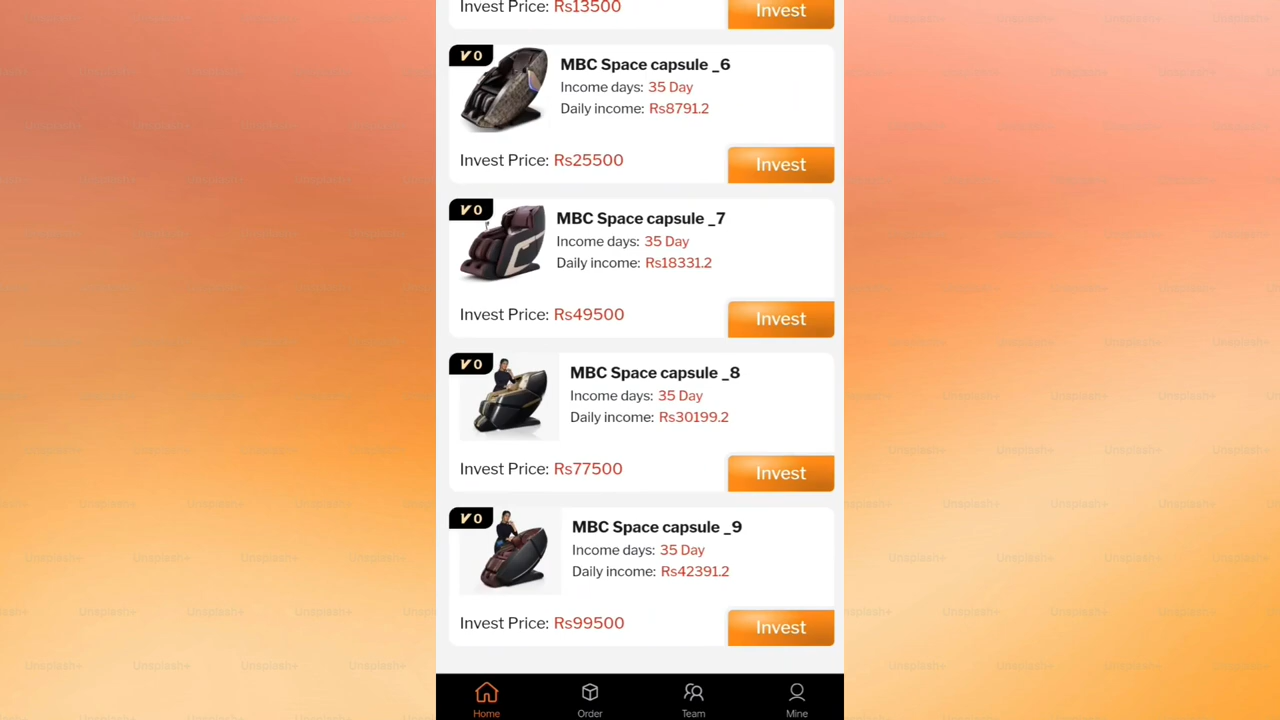 Invest Price: Rs13500
Invest
V 0
MBC Space capsule _6
Income days: 35 Day
Daily income: Rs8791.2
Invest Price: Rs25500
Invest
V 0
MBC Space capsule _7
Income days: 35 Day
Daily income: Rs18331.2
Invest Price: Rs49500
Invest
V 0
MBC Space capsule _8
Income days: 35 Day
Daily income: Rs30199.2
Invest Price: Rs77500
Invest
V 0
MBC Space capsule _9
Income days: 35 Day
Daily income: Rs42391.2
Invest Price: Rs99500
Invest
Home Order Team Mine
Unsplash+